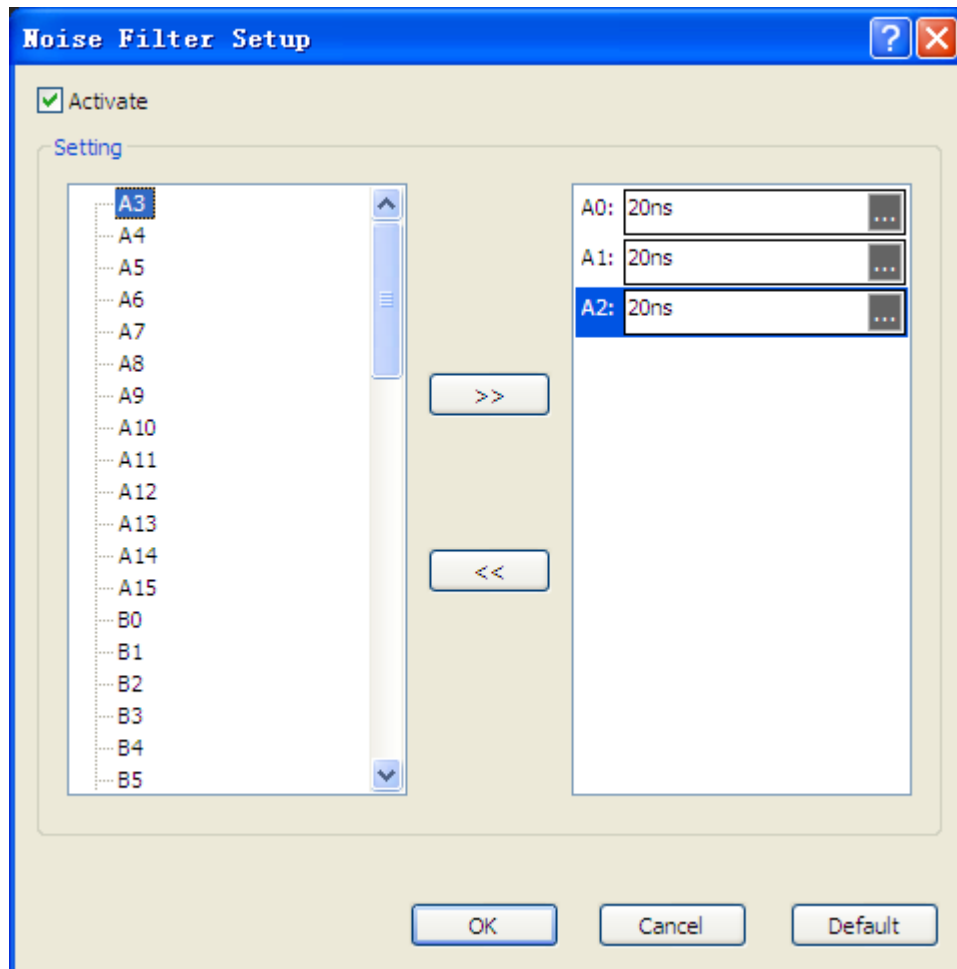 Noise Filter Setup
Activate
Setting
A3
A4
A5
A6
A7
A8
A9
A10
A11
A12
A13
A14
A15
B0
B1
B2
B3
B4
B5
>>
<<
A0: 20ns ...
A1: 20ns ...
A2: 20ns ...
OK Cancel Default